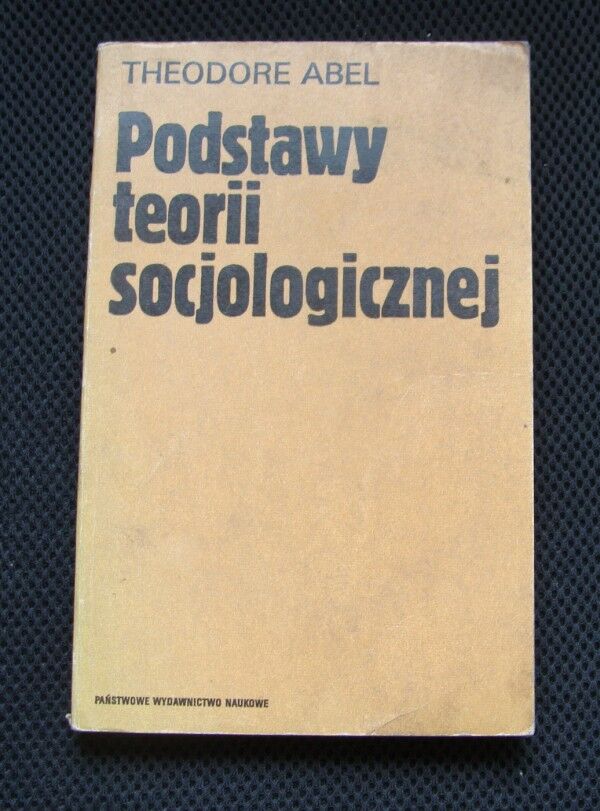 THEODORE ABEL
Podstawy
teorii
socjologicznej
PAŃSTWOWE WYDAWNICTWO NAUKOWE